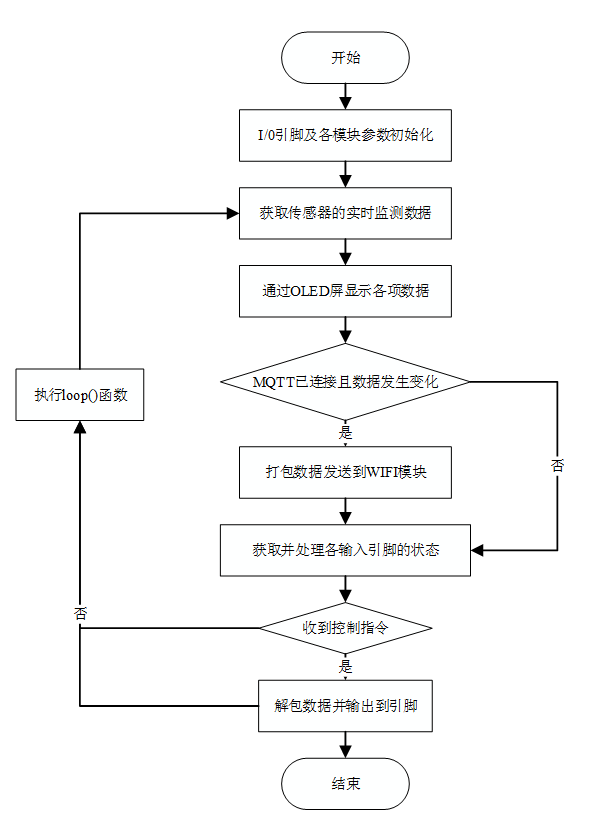 开始
I/0引脚及各模块参数初始化
获取传感器的实时监测数据
通过OLED屏显示各项数据
MQTT已连接且数据发生变化
执行loop()函数
是
否
打包数据发送到WIFI模块
获取并处理各输入引脚的状态
否
收到控制指令
是
解包数据并输出到引脚
结束